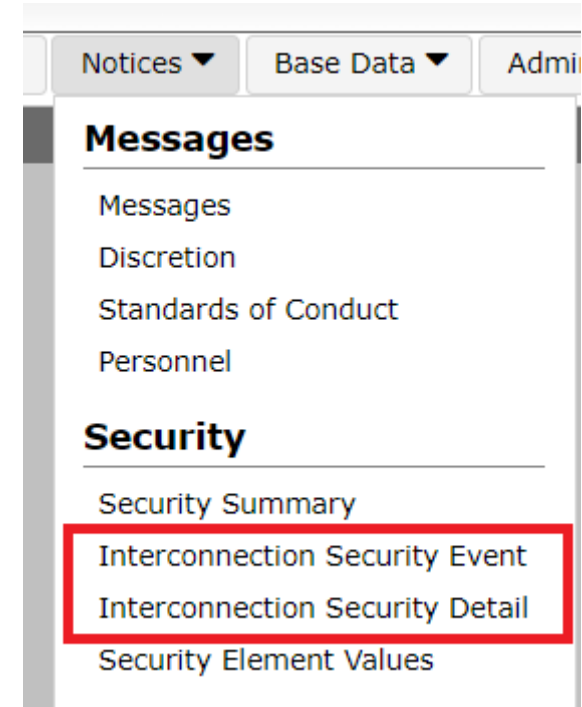 Notices ▼ Base Data ▼ Admi
Messages
Messages
Discretion
Standards of Conduct
Personnel
Security
Security Summary
Interconnection Security Event
Interconnection Security Detail
Security Element Values